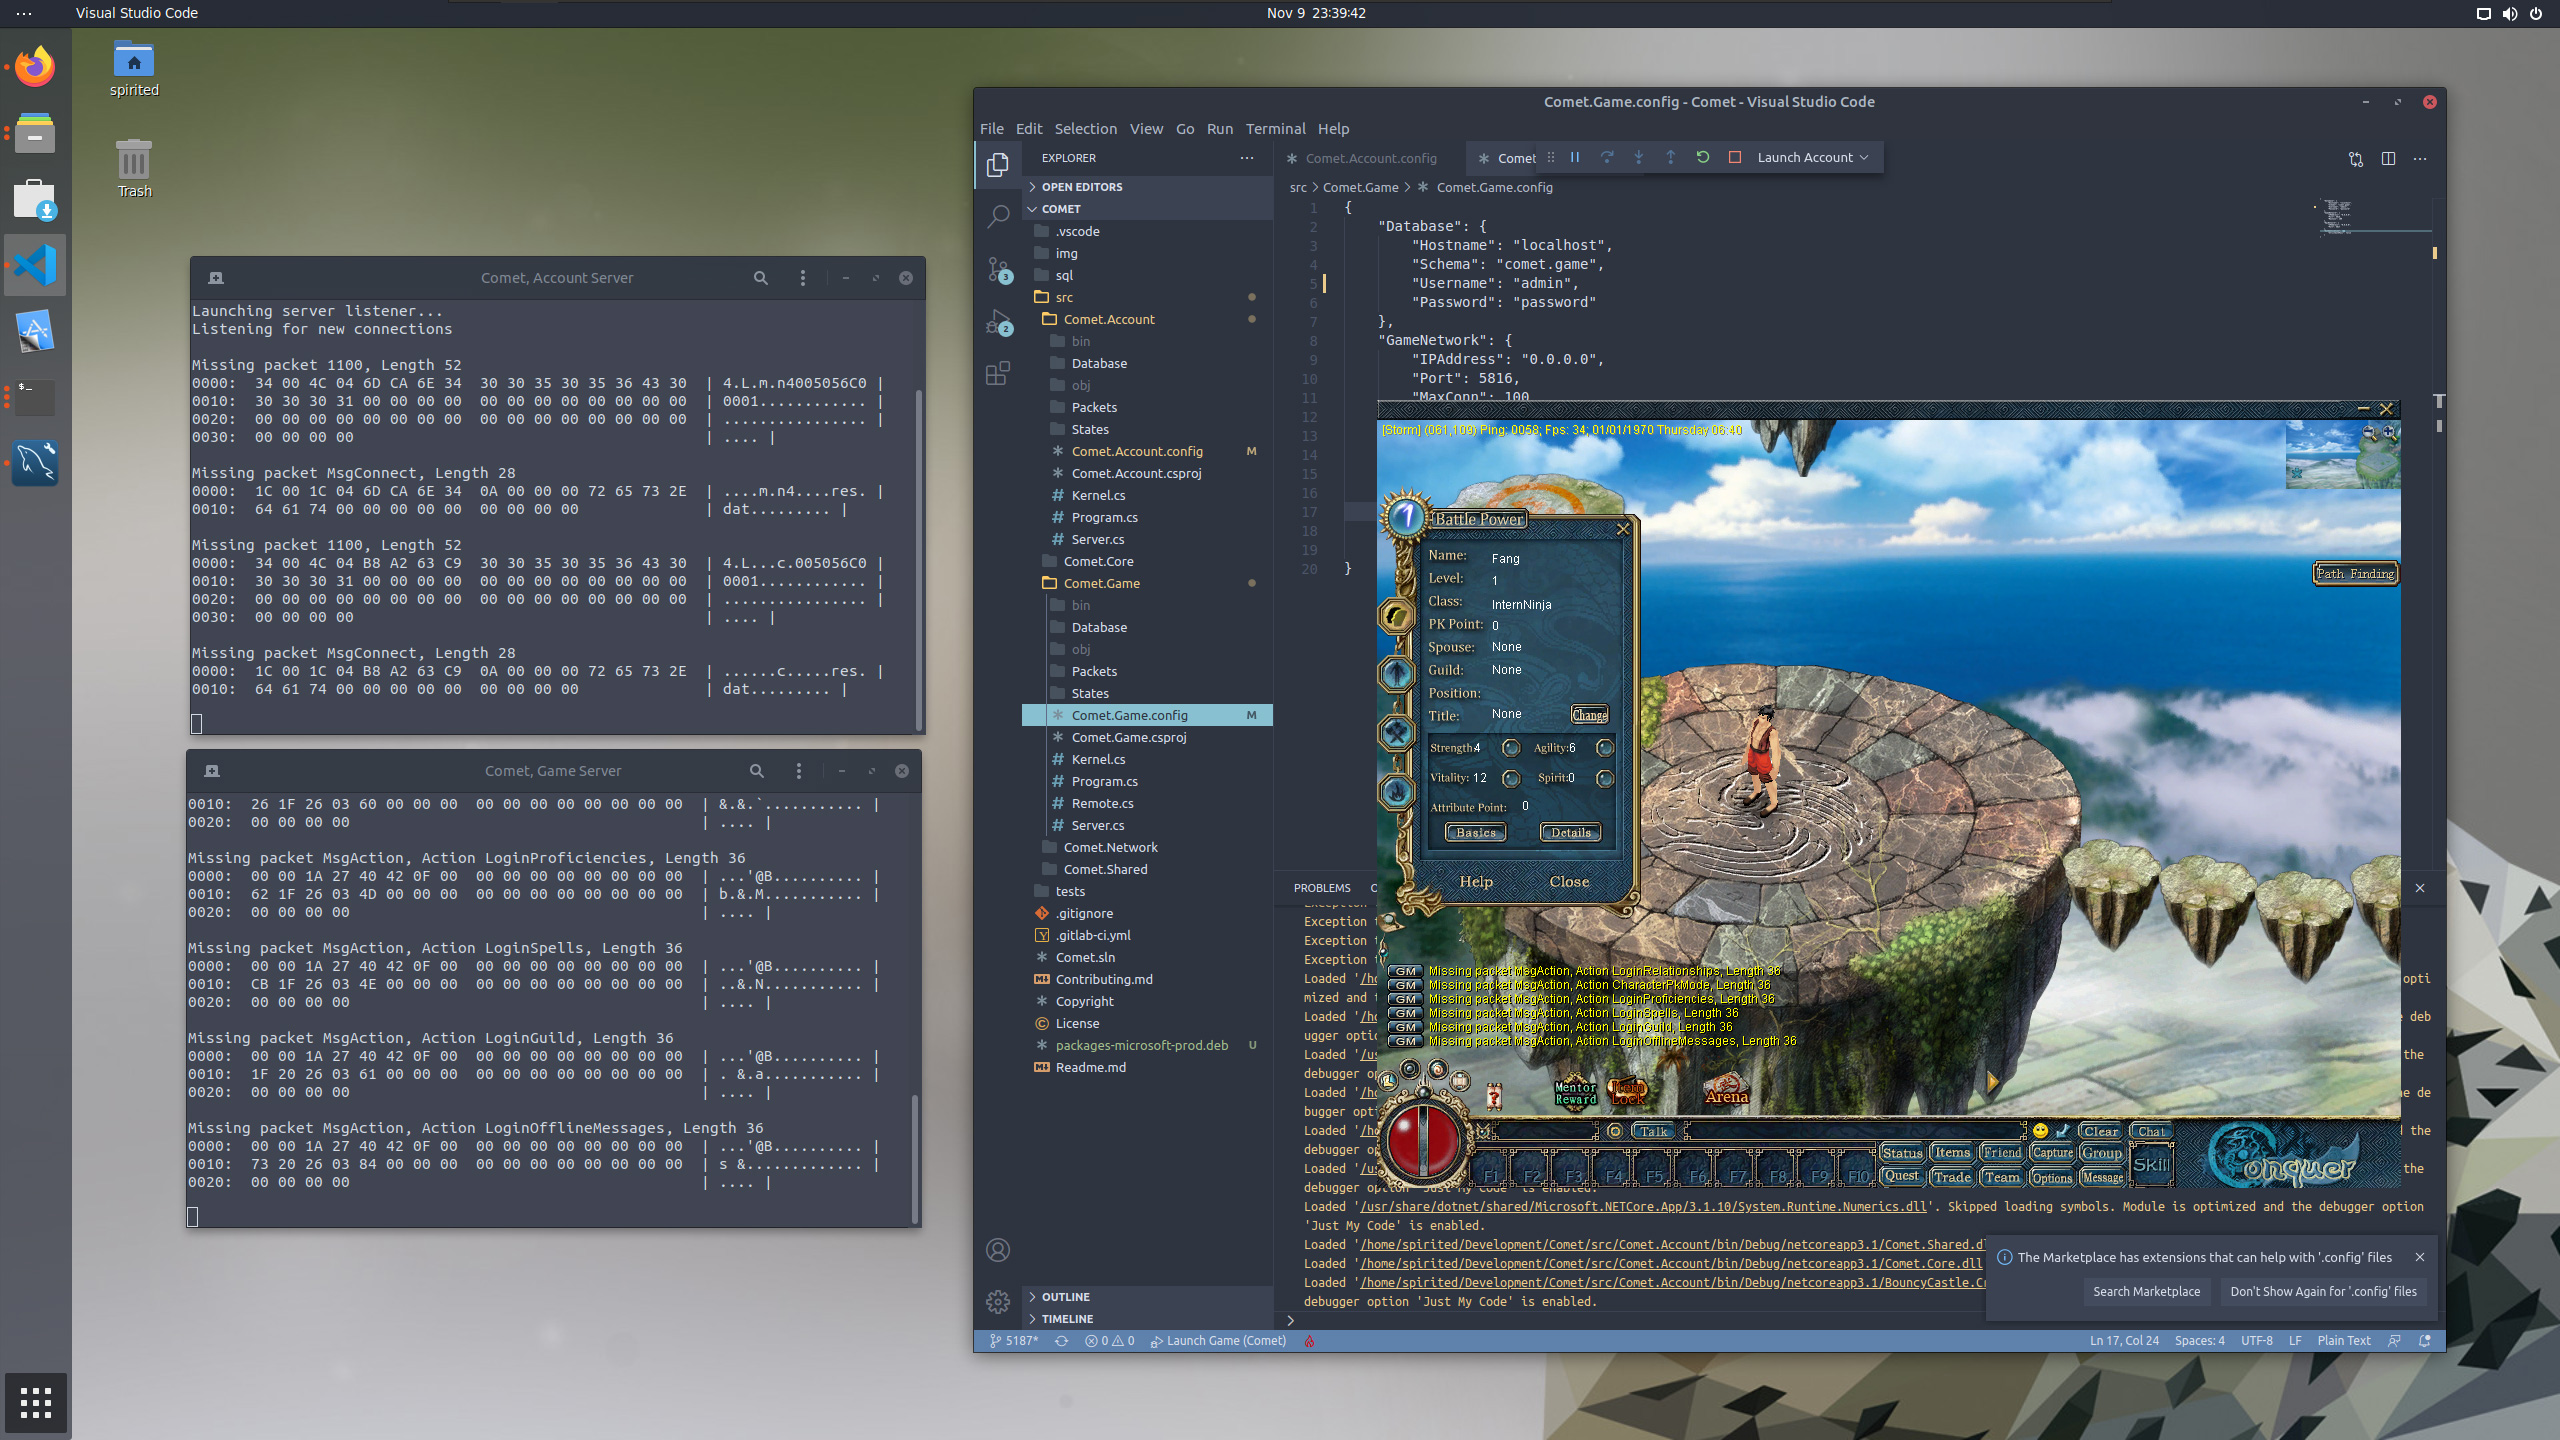 Visual Studio Code
Nov 9 23:39:42
spirited
Trash
Comet, Account Server
Launching server listener...
Listening for new connections
Missing packet 1100, Length 52
0000: 34 00 4C 04 6D CA 6E 34 30 30 35 30 35 36 43 30 | 4.L.m.n4005056C0 |
0010: 30 30 30 31 00 00 00 00 00 00 00 00 00 00 00 00 | 0001............ |
0020: 00 00 00 00 00 00 00 00 00 00 00 00 00 00 00 00 | ................ |
0030: 00 00 00 00 | .... |
Missing packet MsgConnect, Length 28
0000: 1C 00 1C 04 6D CA 6E 34 0A 00 00 00 72 65 73 2E | ....m.n4....res. |
0010: 64 61 74 00 00 00 00 00 00 00 00 00 | dat......... |
Missing packet 1100, Length 52
0000: 34 00 4C 04 B8 A2 63 C9 30 30 35 30 35 36 43 30 | 4.L...c.005056C0 |
0010: 30 30 30 31 00 00 00 00 00 00 00 00 00 00 00 00 | 0001............ |
0020: 00 00 00 00 00 00 00 00 00 00 00 00 00 00 00 00 | ................ |
0030: 00 00 00 00 | .... |
Missing packet MsgConnect, Length 28
0000: 1C 00 1C 04 B8 A2 63 C9 0A 00 00 00 72 65 73 2E | ......c.....res. |
0010: 64 61 74 00 00 00 00 00 00 00 00 00 | dat......... |
Comet, Game Server
0010: 26 1F 26 03 60 00 00 00 00 00 00 00 00 00 00 00 | &.&.`........... |
0020: 00 00 00 00 | .... |
Missing packet MsgAction, Action LoginProficiencies, Length 36
0000: 00 00 1A 27 40 42 0F 00 00 00 00 00 00 00 00 00 | ...'@B.......... |
0010: 62 1F 26 03 4D 00 00 00 00 00 00 00 00 00 00 00 | b.&.M........... |
0020: 00 00 00 00 | .... |
Missing packet MsgAction, Action LoginSpells, Length 36
0000: 00 00 1A 27 40 42 0F 00 00 00 00 00 00 00 00 00 | ...'@B.......... |
0010: CB 1F 26 03 4E 00 00 00 00 00 00 00 00 00 00 00 | ..&.N........... |
0020: 00 00 00 00 | .... |
Missing packet MsgAction, Action LoginGuild, Length 36
0000: 00 00 1A 27 40 42 0F 00 00 00 00 00 00 00 00 00 | ...'@B.......... |
0010: 1F 20 26 03 61 00 00 00 00 00 00 00 00 00 00 00 | . &.a........... |
0020: 00 00 00 00 | .... |
Missing packet MsgAction, Action LoginOfflineMessages, Length 36
0000: 00 00 1A 27 40 42 0F 00 00 00 00 00 00 00 00 00 | ...'@B.......... |
0010: 73 20 26 03 84 00 00 00 00 00 00 00 00 00 00 00 | s &............. |
0020: 00 00 00 00 | .... |
Comet.Game.config - Comet - Visual Studio Code
File Edit Selection View Go Run Terminal Help
EXPLORER
OPEN EDITORS
COMET
.vscode
img
sql
src
Comet.Account
bin
Database
obj
Packets
States
Comet.Account.config M
Comet.Account.csproj
Kernel.cs
Program.cs
Server.cs
Comet.Core
Comet.Game
bin
Database
obj
Packets
States
Comet.Game.config M
Comet.Game.csproj
Kernel.cs
Program.cs
Remote.cs
Server.cs
Comet.Network
Comet.Shared
tests
.gitignore
.gitlab-ci.yml
Comet.sln
Contributing.md
Copyright
License
packages-microsoft-prod.deb U
Readme.md
OUTLINE
TIMELINE
3
2
Comet.Account.config
Comet
Launch Account
src > Comet.Game > Comet.Game.config
1 {
2 "Database": {
3 "Hostname": "localhost",
4 "Schema": "comet.game",
5 "Username": "admin",
6 "Password": "password"
7 },
8 "GameNetwork": {
9 "IPAddress": "0.0.0.0",
10 "Port": 5816,
11 "MaxConn": 100
12
13
14
15
16
17
18
19
20 }
[Storm] (061,109) Ping: 0058; Fps: 34; 01/01/1970 Thursday 06:40
Battle Power
Name: Fang
Level: 1
Class: InternNinja
PK Point: 0
Spouse: None
Guild: None
Position:
Title: None Change
Strength:4 Agility:6
Vitality: 12 Spirit:0
Attribute Point: 0
Basics Details
Help Close
Path Finding
GM Missing packet MsgAction, Action LoginRelationships, Length 36
GM Missing packet MsgAction, Action CharacterPkMode, Length 36
GM Missing packet MsgAction, Action LoginProficiencies, Length 36
GM Missing packet MsgAction, Action LoginSpells, Length 36
GM Missing packet MsgAction, Action LoginGuild, Length 36
GM Missing packet MsgAction, Action LoginOfflineMessages, Length 36
Mentor Reward
Item Lock
Arena
Talk
Clear Chat
F1 F2 F3 F4 F5 F6 F7 F8 F9 F10
Status Items Friend Capture Group
Quest Trade Team Options Message
Skill
Conquer
PROBLEMS
Exception
Exception
Exception
Loaded '/h
opti
mized and
Loaded '/h
deb
ugger optio
Loaded '/us
the
debugger op
Loaded '/h
de
bugger opti
Loaded '/h
the
debugger op
Loaded '/us
the
debugger option 'Just My Code' is enabled.
Loaded '/usr/share/dotnet/shared/Microsoft.NETCore.App/3.1.10/System.Runtime.Numerics.dll'. Skipped loading symbols. Module is optimized and the debugger option
'Just My Code' is enabled.
Loaded '/home/spirited/Development/Comet/src/Comet.Account/bin/Debug/netcoreapp3.1/Comet.Shared.dl
Loaded '/home/spirited/Development/Comet/src/Comet.Account/bin/Debug/netcoreapp3.1/Comet.Core.dll
Loaded '/home/spirited/Development/Comet/src/Comet.Account/bin/Debug/netcoreapp3.1/BouncyCastle.Cr
debugger option 'Just My Code' is enabled.
The Marketplace has extensions that can help with '.config' files
Search Marketplace Don't Show Again for '.config' files
5187* 0 0 Launch Game (Comet)
Ln 17, Col 24 Spaces: 4 UTF-8 LF Plain Text